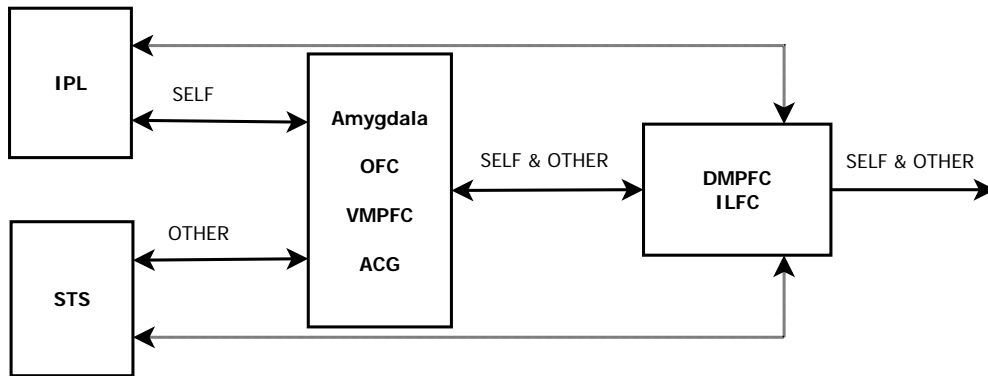 IPL
SELF
Amygdala
OFC
VMPFC
ACG
SELF & OTHER
DMPFC
ILFC
SELF & OTHER
OTHER
STS